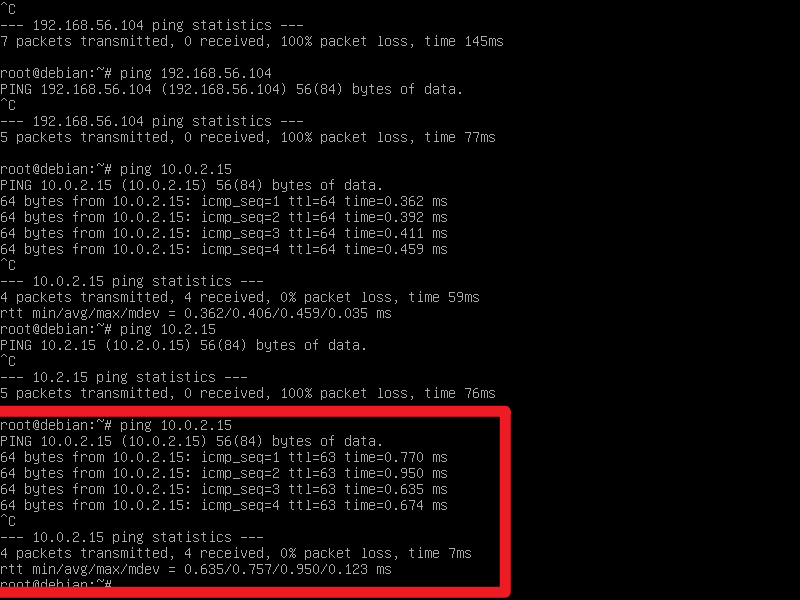 ^C
--- 192.168.56.104 ping statistics ---
7 packets transmitted, 0 received, 100% packet loss, time 145ms
root@debian:~# ping 192.168.56.104
PING 192.168.56.104 (192.168.56.104) 56(84) bytes of data.
^C
--- 192.168.56.104 ping statistics ---
5 packets transmitted, 0 received, 100% packet loss, time 77ms
root@debian:~# ping 10.0.2.15
PING 10.0.2.15 (10.0.2.15) 56(84) bytes of data.
64 bytes from 10.0.2.15: icmp_seq=1 ttl=64 time=0.362 ms
64 bytes from 10.0.2.15: icmp_seq=2 ttl=64 time=0.392 ms
64 bytes from 10.0.2.15: icmp_seq=3 ttl=64 time=0.411 ms
64 bytes from 10.0.2.15: icmp_seq=4 ttl=64 time=0.459 ms
^C
--- 10.0.2.15 ping statistics ---
4 packets transmitted, 4 received, 0% packet loss, time 59ms
rtt min/avg/max/mdev = 0.362/0.406/0.459/0.035 ms
root@debian:~# ping 10.2.15
PING 10.2.15 (10.2.0.15) 56(84) bytes of data.
^C
--- 10.2.15 ping statistics ---
5 packets transmitted, 0 received, 100% packet loss, time 76ms
root@debian:~# ping 10.0.2.15
PING 10.0.2.15 (10.0.2.15) 56(84) bytes of data.
64 bytes from 10.0.2.15: icmp_seq=1 ttl=63 time=0.770 ms
64 bytes from 10.0.2.15: icmp_seq=2 ttl=63 time=0.950 ms
64 bytes from 10.0.2.15: icmp_seq=3 ttl=63 time=0.635 ms
64 bytes from 10.0.2.15: icmp_seq=4 ttl=63 time=0.674 ms
^C
--- 10.0.2.15 ping statistics ---
4 packets transmitted, 4 received, 0% packet loss, time 7ms
rtt min/avg/max/mdev = 0.635/0.757/0.950/0.123 ms
root@debian:~#